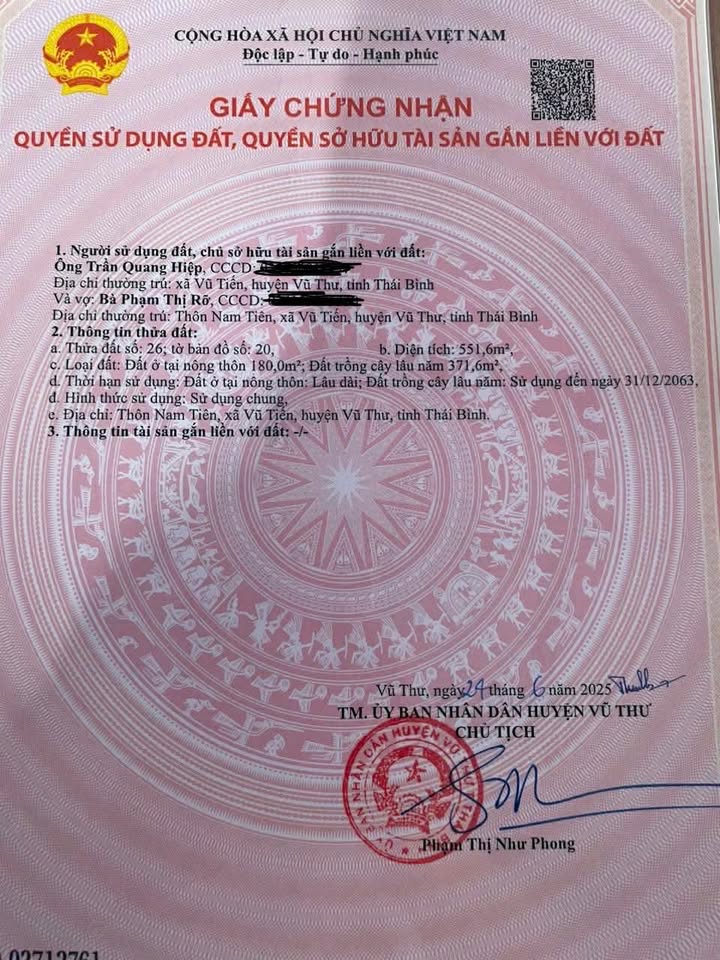 CỘNG HÒA XÃ HỘI CHỦ NGHĨA VIỆT NAM
Độc lập - Tự do - Hạnh phúc
GIẤY CHỨNG NHẬN
QUYỀN SỬ DỤNG ĐẤT, QUYỀN SỞ HỮU TÀI SẢN GẮN LIỀN VỚI ĐẤT
1. Người sử dụng đất, chủ sở hữu tài sản gắn liền với đất:
Ông Trần Quang Hiệp, CCCD:
Địa chỉ thường trú: xã Vũ Tiến, huyện Vũ Thư, tỉnh Thái Bình
Và vợ: Bà Phạm Thị Rỡ, CCCD:
Địa chỉ thường trú: Thôn Nam Tiên, xã Vũ Tiến, huyện Vũ Thư, tỉnh Thái Bình
2. Thông tin thửa đất:
a. Thửa đất số: 26; tờ bản đồ số: 20, b. Diện tích: 551,6m²,
c. Loại đất: Đất ở tại nông thôn 180,0m²; Đất trồng cây lâu năm 371,6m²,
d. Thời hạn sử dụng: Đất ở tại nông thôn: Lâu dài; Đất trồng cây lâu năm: Sử dụng đến ngày 31/12/2063,
đ. Hình thức sử dụng: Sử dụng chung,
e. Địa chỉ: Thôn Nam Tiên, xã Vũ Tiến, huyện Vũ Thư, tỉnh Thái Bình.
3. Thông tin tài sản gắn liền với đất: -/-
Vũ Thư, ngày 24 tháng 6 năm 2025
TM. ỦY BAN NHÂN DÂN HUYỆN VŨ THƯ
CHỦ TỊCH
Phạm Thị Như Phong